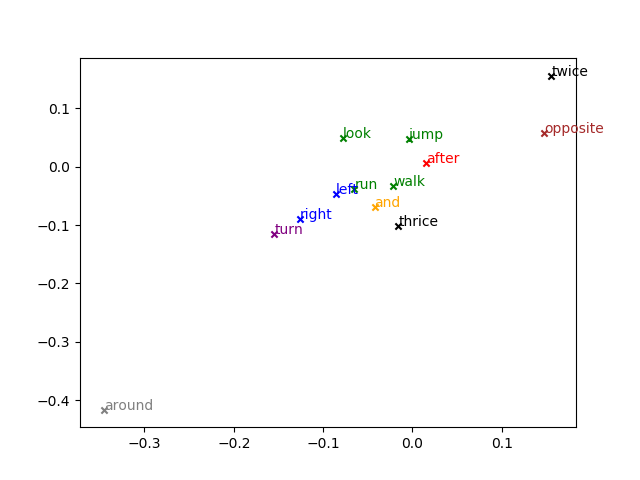 twice
0.1
opposite
look
jump
after
0.0
left
run
walk
and
right
thrice
−0.1
turn
−0.2
−0.3
−0.4
around
−0.3
−0.2
−0.1
0.0
0.1